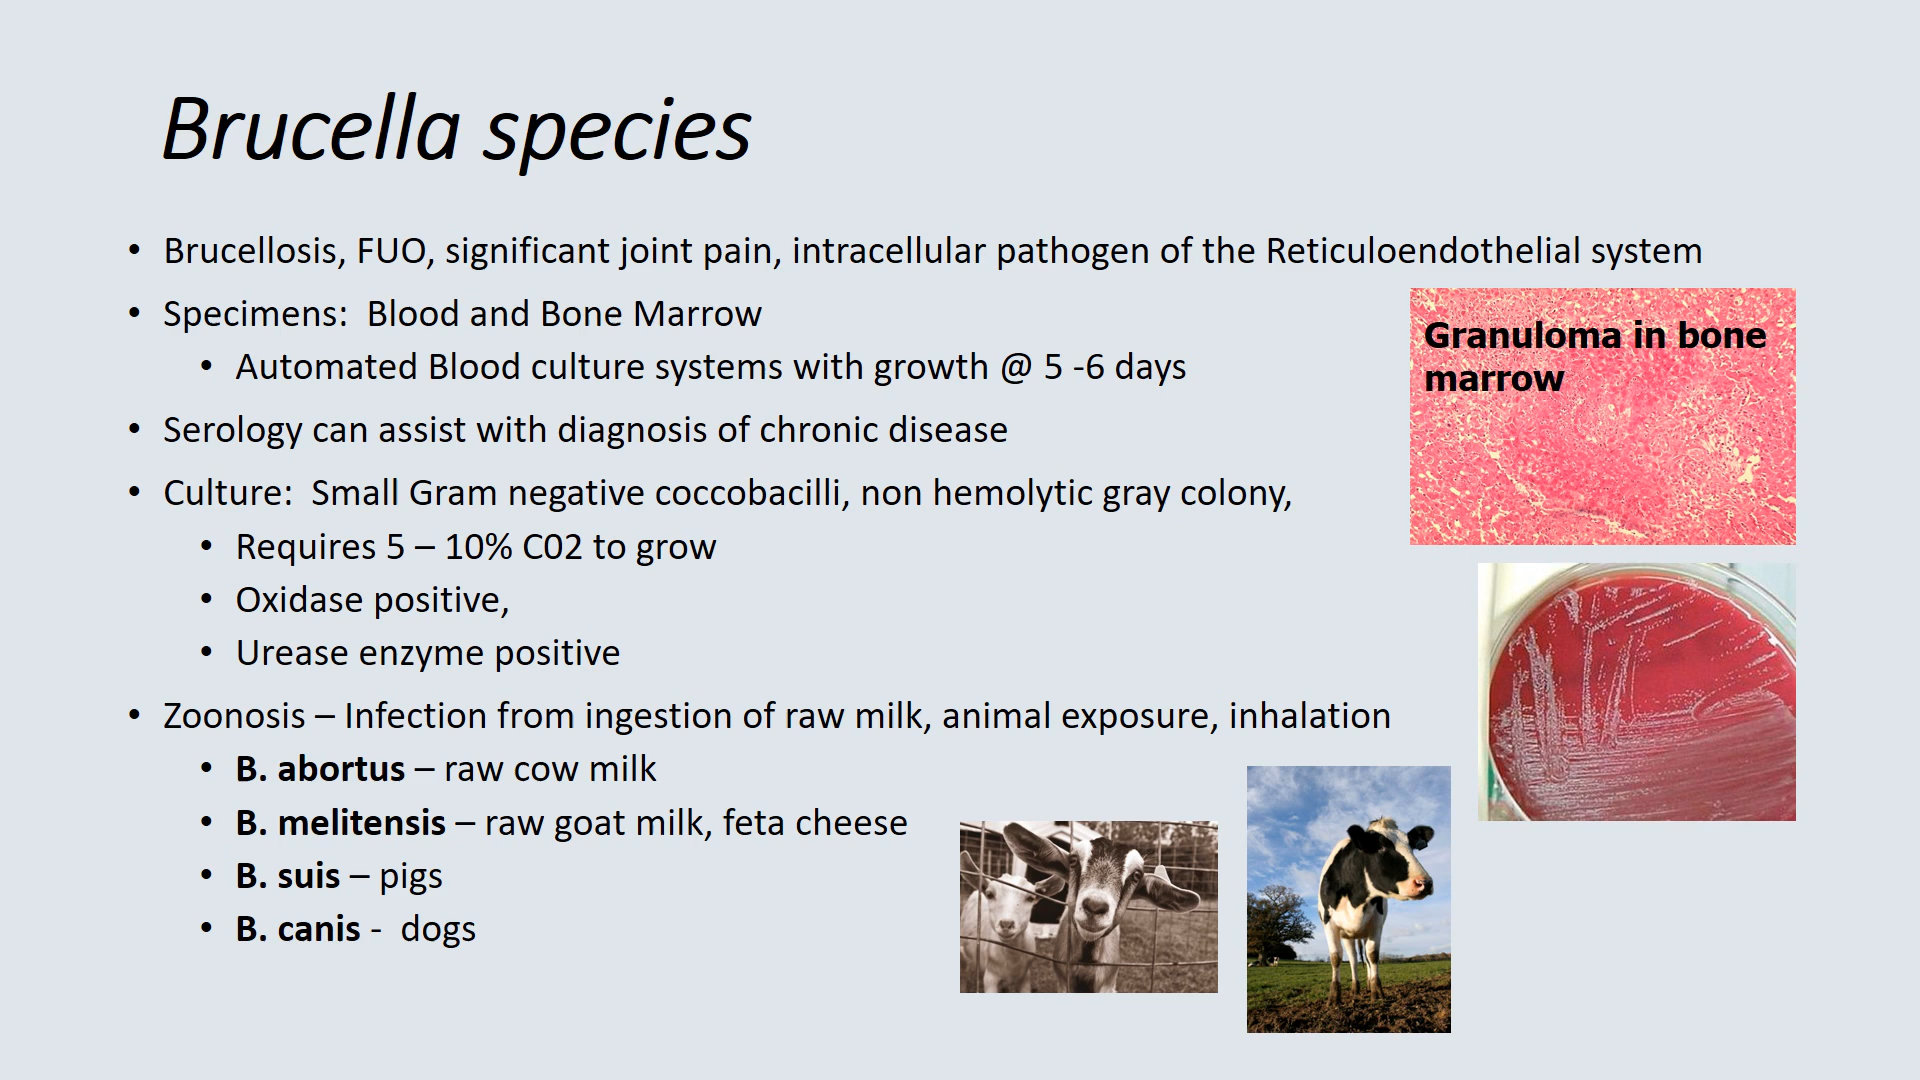 Brucella species
• Brucellosis, FUO, significant joint pain, intracellular pathogen of the Reticuloendothelial system
• Specimens:  Blood and Bone Marrow
• Automated Blood culture systems with growth @ 5 -6 days
• Serology can assist with diagnosis of chronic disease
• Culture:  Small Gram negative coccobacilli, non hemolytic gray colony,
• Requires 5 – 10% C02 to grow
• Oxidase positive,
• Urease enzyme positive
• Zoonosis – Infection from ingestion of raw milk, animal exposure, inhalation
• B. abortus – raw cow milk
• B. melitensis – raw goat milk, feta cheese
• B. suis – pigs
• B. canis -  dogs
Granuloma in bone
marrow